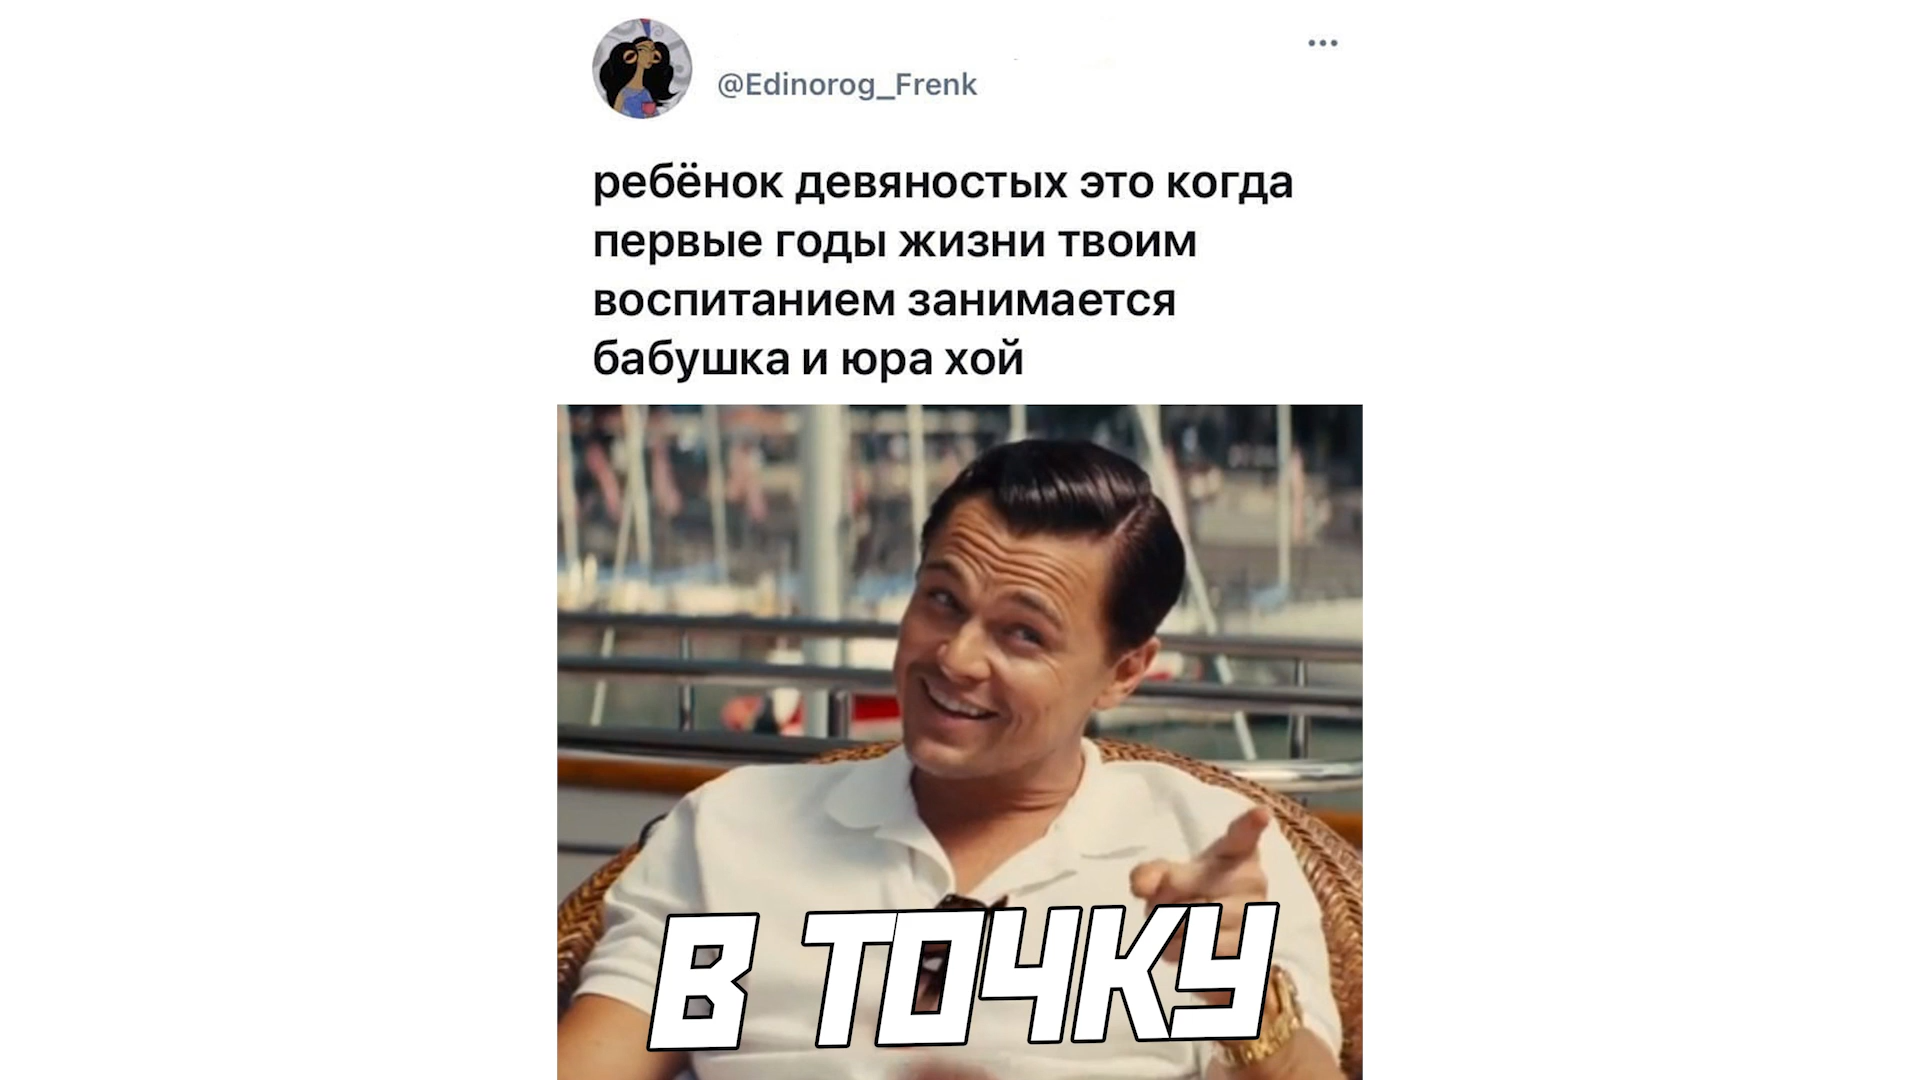 @Edinorog_Frenk
ребёнок девяностых это когда
первые годы жизни твоим
воспитанием занимается
бабушка и юра хой
В ТОЧКУ